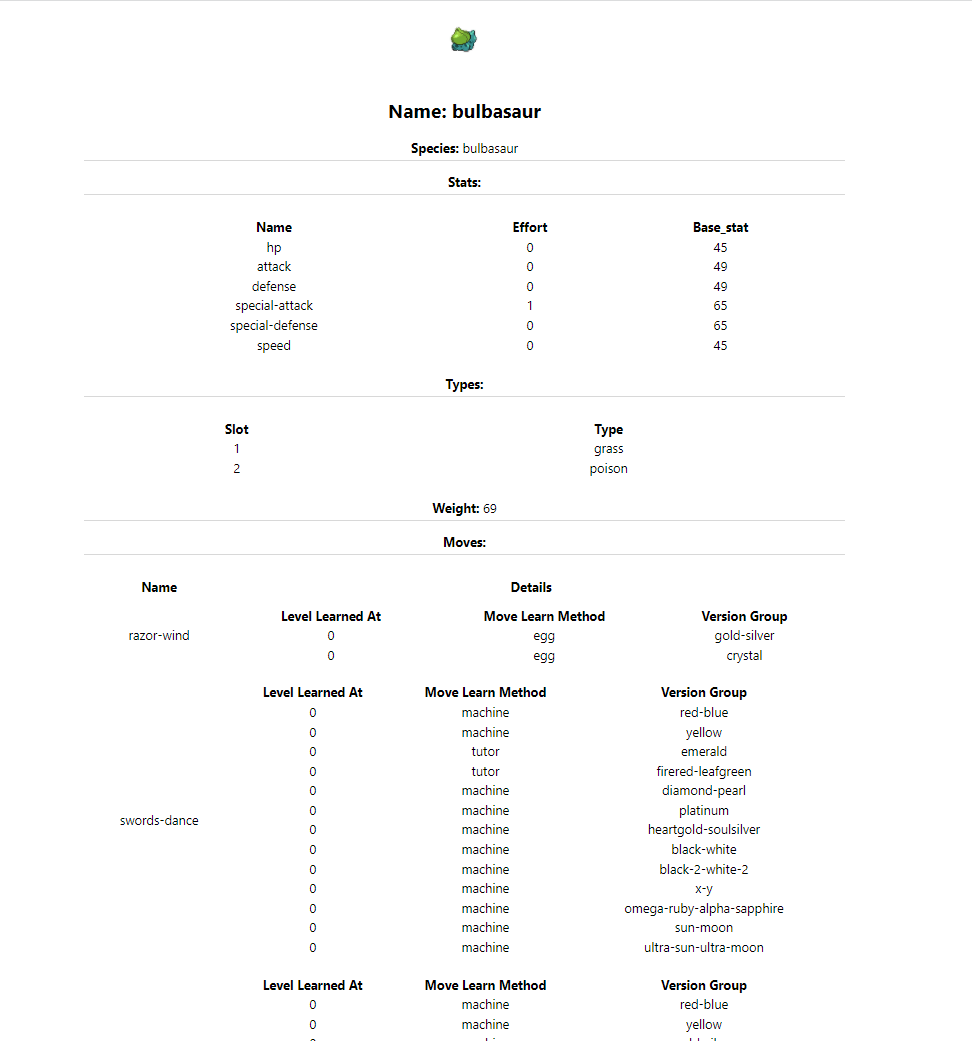 Name: bulbasaur
Species: bulbasaur
Stats:
Name Effort Base_stat
hp 0 45
attack 0 49
defense 0 49
special-attack 1 65
special-defense 0 65
speed 0 45
Types:
Slot Type
1 grass
2 poison
Weight: 69
Moves:
Name Details
Level Learned At Move Learn Method Version Group
razor-wind 0 egg gold-silver
0 egg crystal
Level Learned At Move Learn Method Version Group
0 machine red-blue
0 machine yellow
0 tutor emerald
0 tutor firered-leafgreen
0 machine diamond-pearl
0 machine platinum
swords-dance
0 machine heartgold-soulsilver
0 machine black-white
0 machine black-2-white-2
0 machine x-y
0 machine omega-ruby-alpha-sapphire
0 machine sun-moon
0 machine ultra-sun-ultra-moon
Level Learned At Move Learn Method Version Group
0 machine red-blue
0 machine yellow